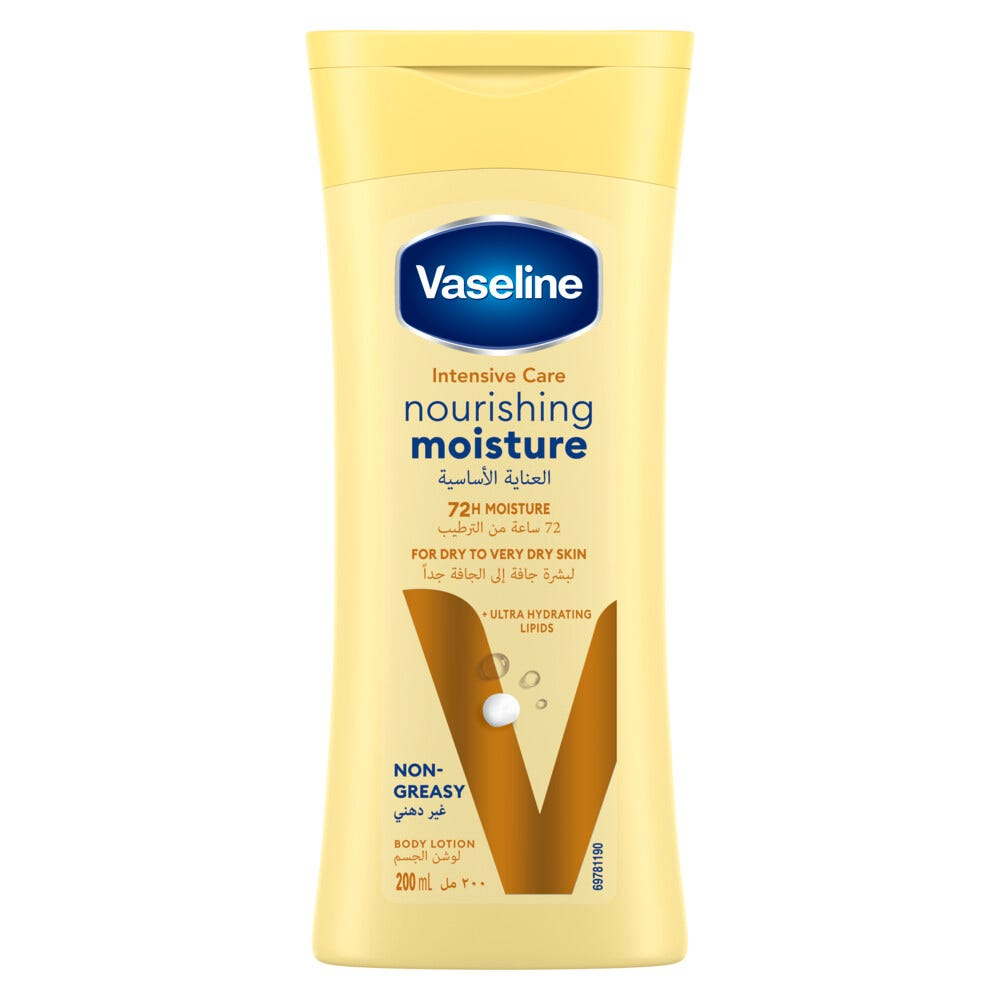 Vaseline
Intensive Care
nourishing
moisture
العناية الأساسية
72H MOISTURE
72 ساعة من الترطيب
FOR DRY TO VERY DRY SKIN
لبشرة جافة إلى الجافة جداً
+ ULTRA HYDRATING
LIPIDS
NON-
GREASY
غير دهني
BODY LOTION
لوشن الجسم
200 mL ٢٠٠ مل
69781190